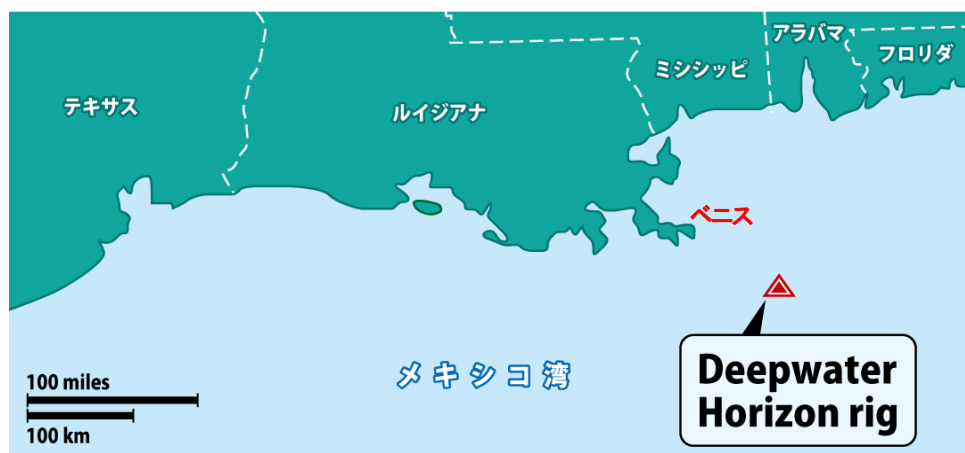 アラバマ
フロリダ
ミシシッピ
テキサス
ルイジアナ
ベニス
メキシコ湾
Deepwater
Horizon rig
100 miles
100 km